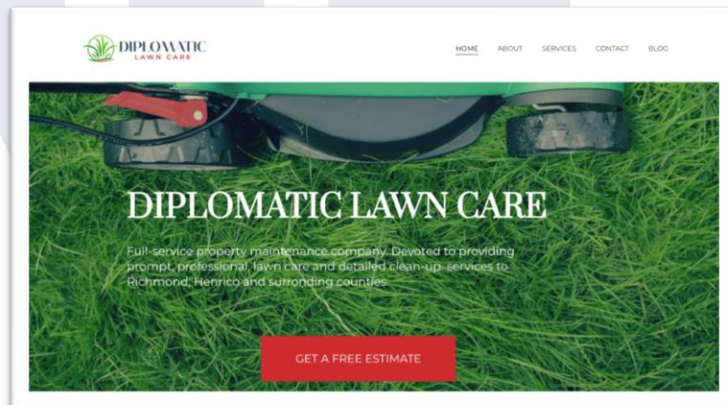 DIPLOMATIC
LAWN CARE
HOME ABOUT SERVICES CONTACT BLOG
DIPLOMATIC LAWN CARE
Full-service property maintenance company. Devoted to providing
prompt, professional, lawn care and detailed clean-up services to
Richmond, Henrico and surronding counties.
GET A FREE ESTIMATE